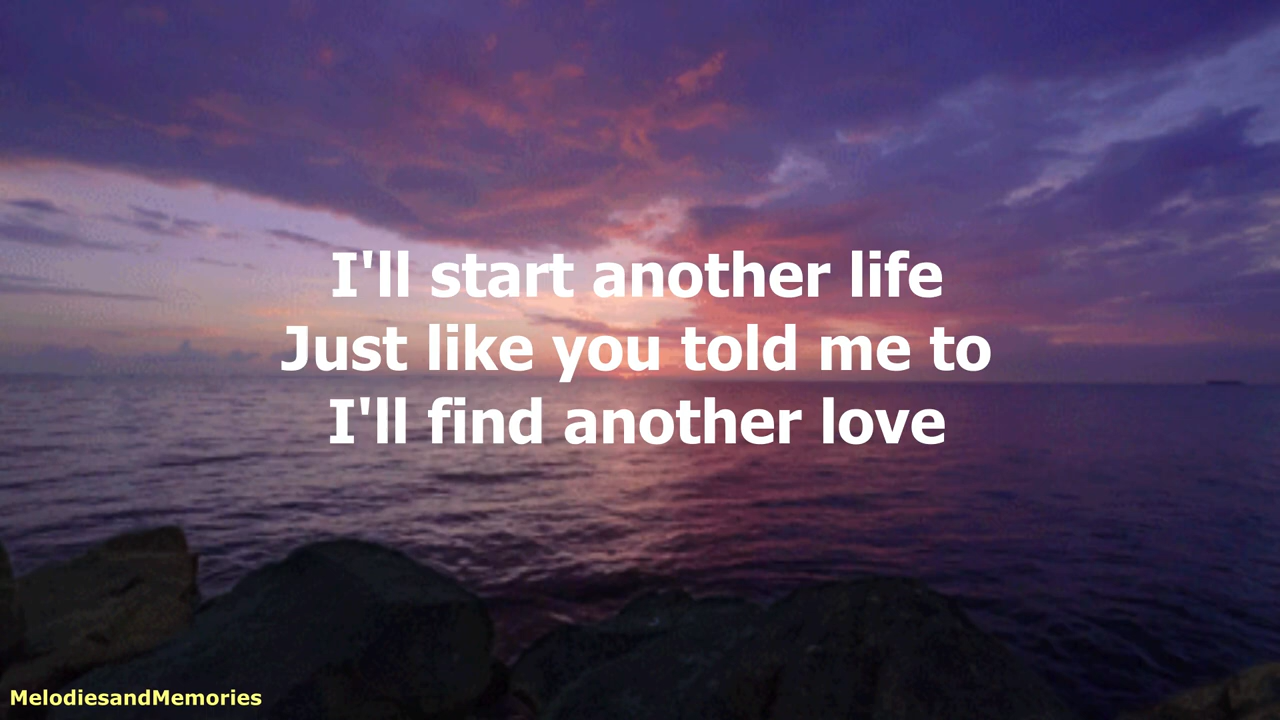 I'll start another life
Just like you told me to
I'll find another love
MelodiesandMemories